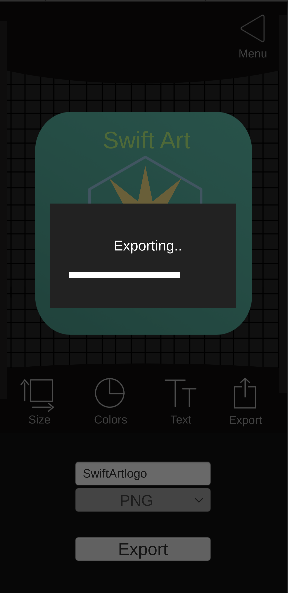 Menu
Swift Art
Exporting..
Size
Colors
Text
Export
SwiftArtlogo
PNG
Export